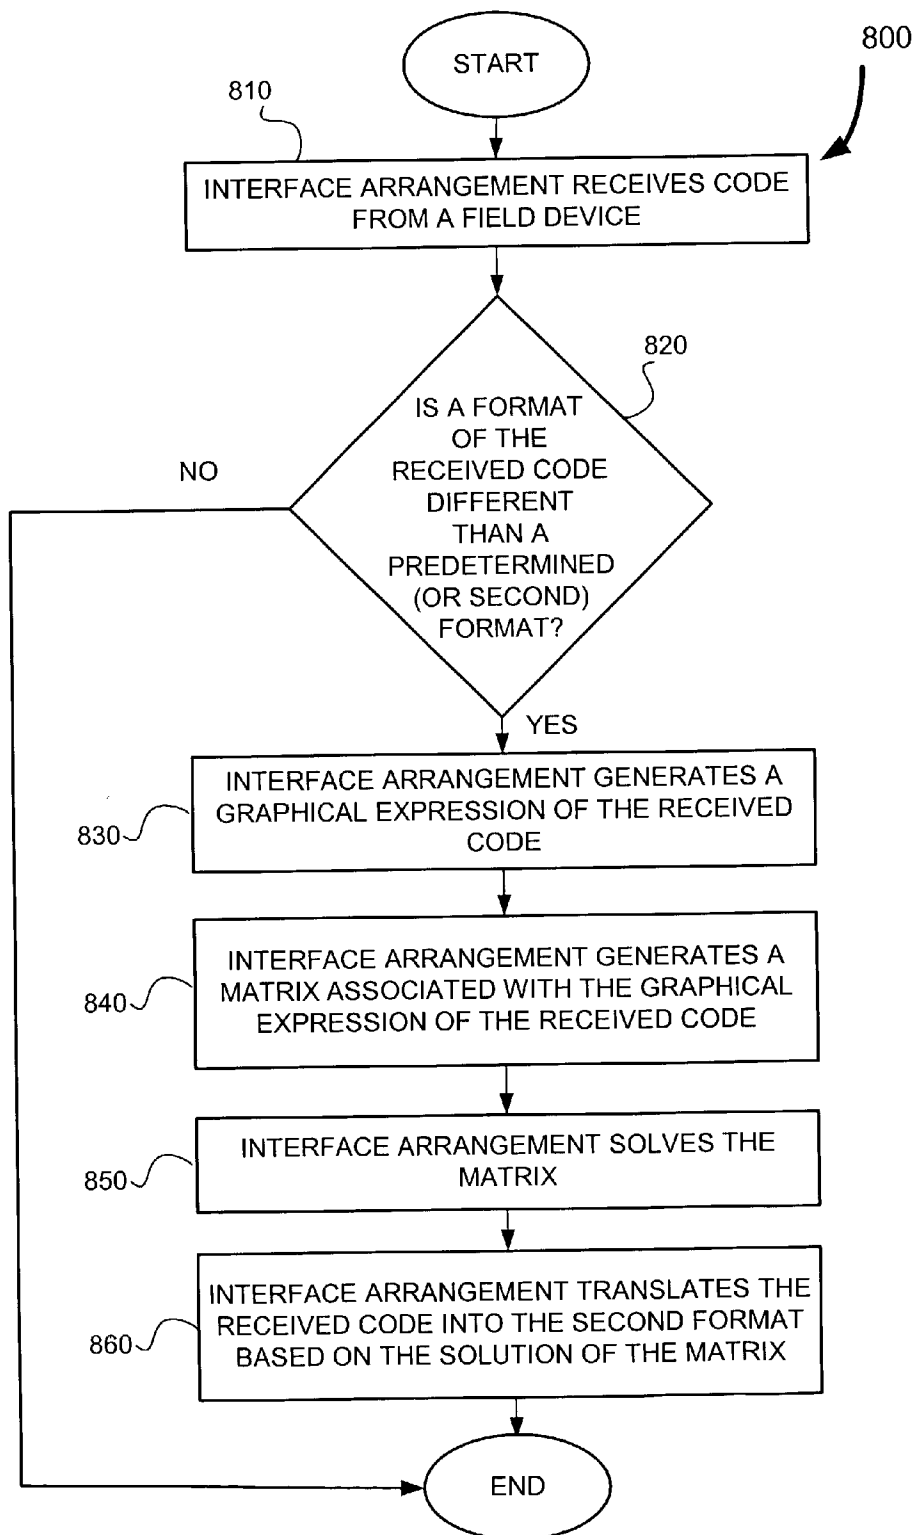 START
800
810
INTERFACE ARRANGEMENT RECEIVES CODE
FROM A FIELD DEVICE
820
IS A FORMAT
OF THE
RECEIVED CODE
DIFFERENT
THAN A
PREDETERMINED
(OR SECOND)
FORMAT?
NO
YES
INTERFACE ARRANGEMENT GENERATES A
GRAPHICAL EXPRESSION OF THE RECEIVED
CODE
830
INTERFACE ARRANGEMENT GENERATES A
MATRIX ASSOCIATED WITH THE GRAPHICAL
EXPRESSION OF THE RECEIVED CODE
840
INTERFACE ARRANGEMENT SOLVES THE
MATRIX
850
INTERFACE ARRANGEMENT TRANSLATES THE
RECEIVED CODE INTO THE SECOND FORMAT
BASED ON THE SOLUTION OF THE MATRIX
860
END